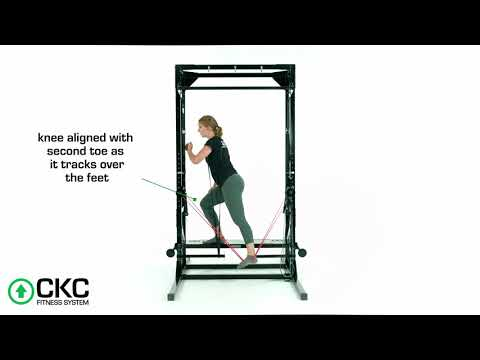 knee aligned with
second toe as
it tracks over
the feet
CKC
FITNESS SYSTEM